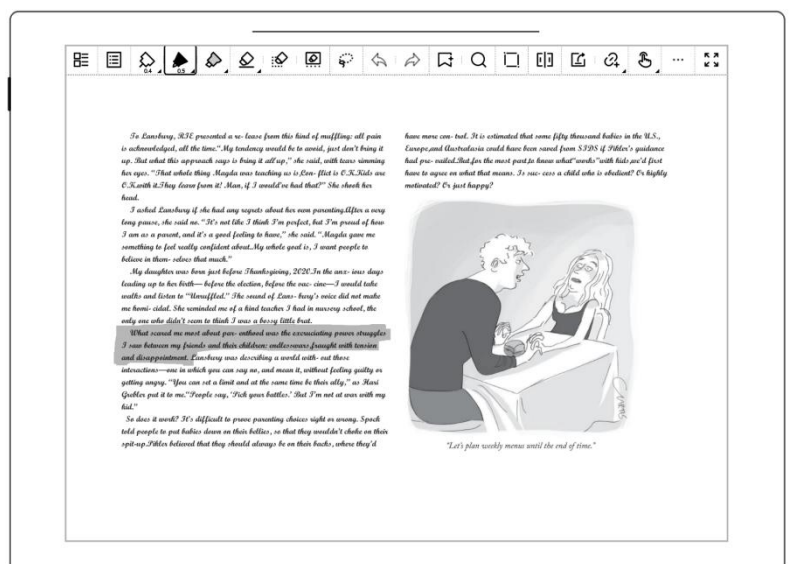 0.4
0.5
To Lansbury, RIE presented a re- lease from this kind of muffling: all pain
is acknowledged, all the time."My tendency would be to avoid, just don't bring it
up. But what this approach says is bring it all up," she said, with tears rimming
her eyes. "That whole thing Magda was teaching us is,Con- flict is O.K.Kids are
O.K.with it.They learn from it! Man, if I would've had that?" She shook her
head.
I asked Lansbury if she had any regrets about her own parenting.After a very
long pause, she said no. "It's not like I think I'm perfect, but I'm proud of how
I am as a parent, and it's a good feeling to have," she said. "Magda gave me
something to feel really confident about.My whole goal is, I want people to
believe in them- selves that much."
My daughter was born just before Thanksgiving, 2020.In the anx- ious days
leading up to her birth— before the election, before the vac- cine—I would take
walks and listen to "Unruffled." The sound of Lans- bury's voice did not make
me homi- cidal. She reminded me of a kind teacher I had in nursery school, the
only one who didn't seem to think I was a bossy little brat.
What scared me most about par- enthood was the excruciating power struggles
I saw between my friends and their children: endlesswars,fraught with tension
and disappointment. Lansbury was describing a world with- out those
interactions—one in which you can say no, and mean it, without feeling guilty or
getting angry. "You can set a limit and at the same time be their ally," as Hari
Grebler put it to me."People say, 'Pick your battles.' But I'm not at war with my
kid."
So does it work? It's difficult to prove parenting choices right or wrong. Spock
told people to put babies down on their bellies, so that they wouldn't choke on their
spit-up.Pikler believed that they should always be on their backs, where they'd
have more con- trol. It is estimated that some fifty thousand babies in the U.S.,
Europe,and Australasia could have been saved from SIDS if Pikler's guidance
had pre- vailed.But,for the most part,to know what"works"with kids,we'd first
have to agree on what that means. Is suc- cess a child who is obedient? Or highly
motivated? Or just happy?
"Let's plan weekly menus until the end of time."